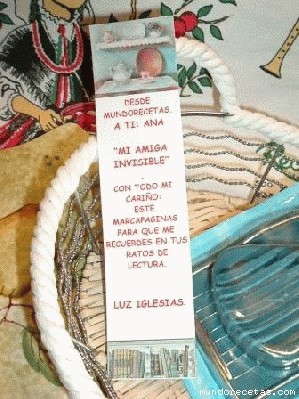 DESDE
MUNDORECETAS.
A TI: ANA
"MI AMIGA
INVISIBLE"
.
CON TODO MI
CARIÑO:
ESTE
MARCAPAGINAS
PARA QUE ME
RECUERDES EN TUS
RATOS DE
LECTURA.
LUZ IGLESIAS.
mundorecetas.com